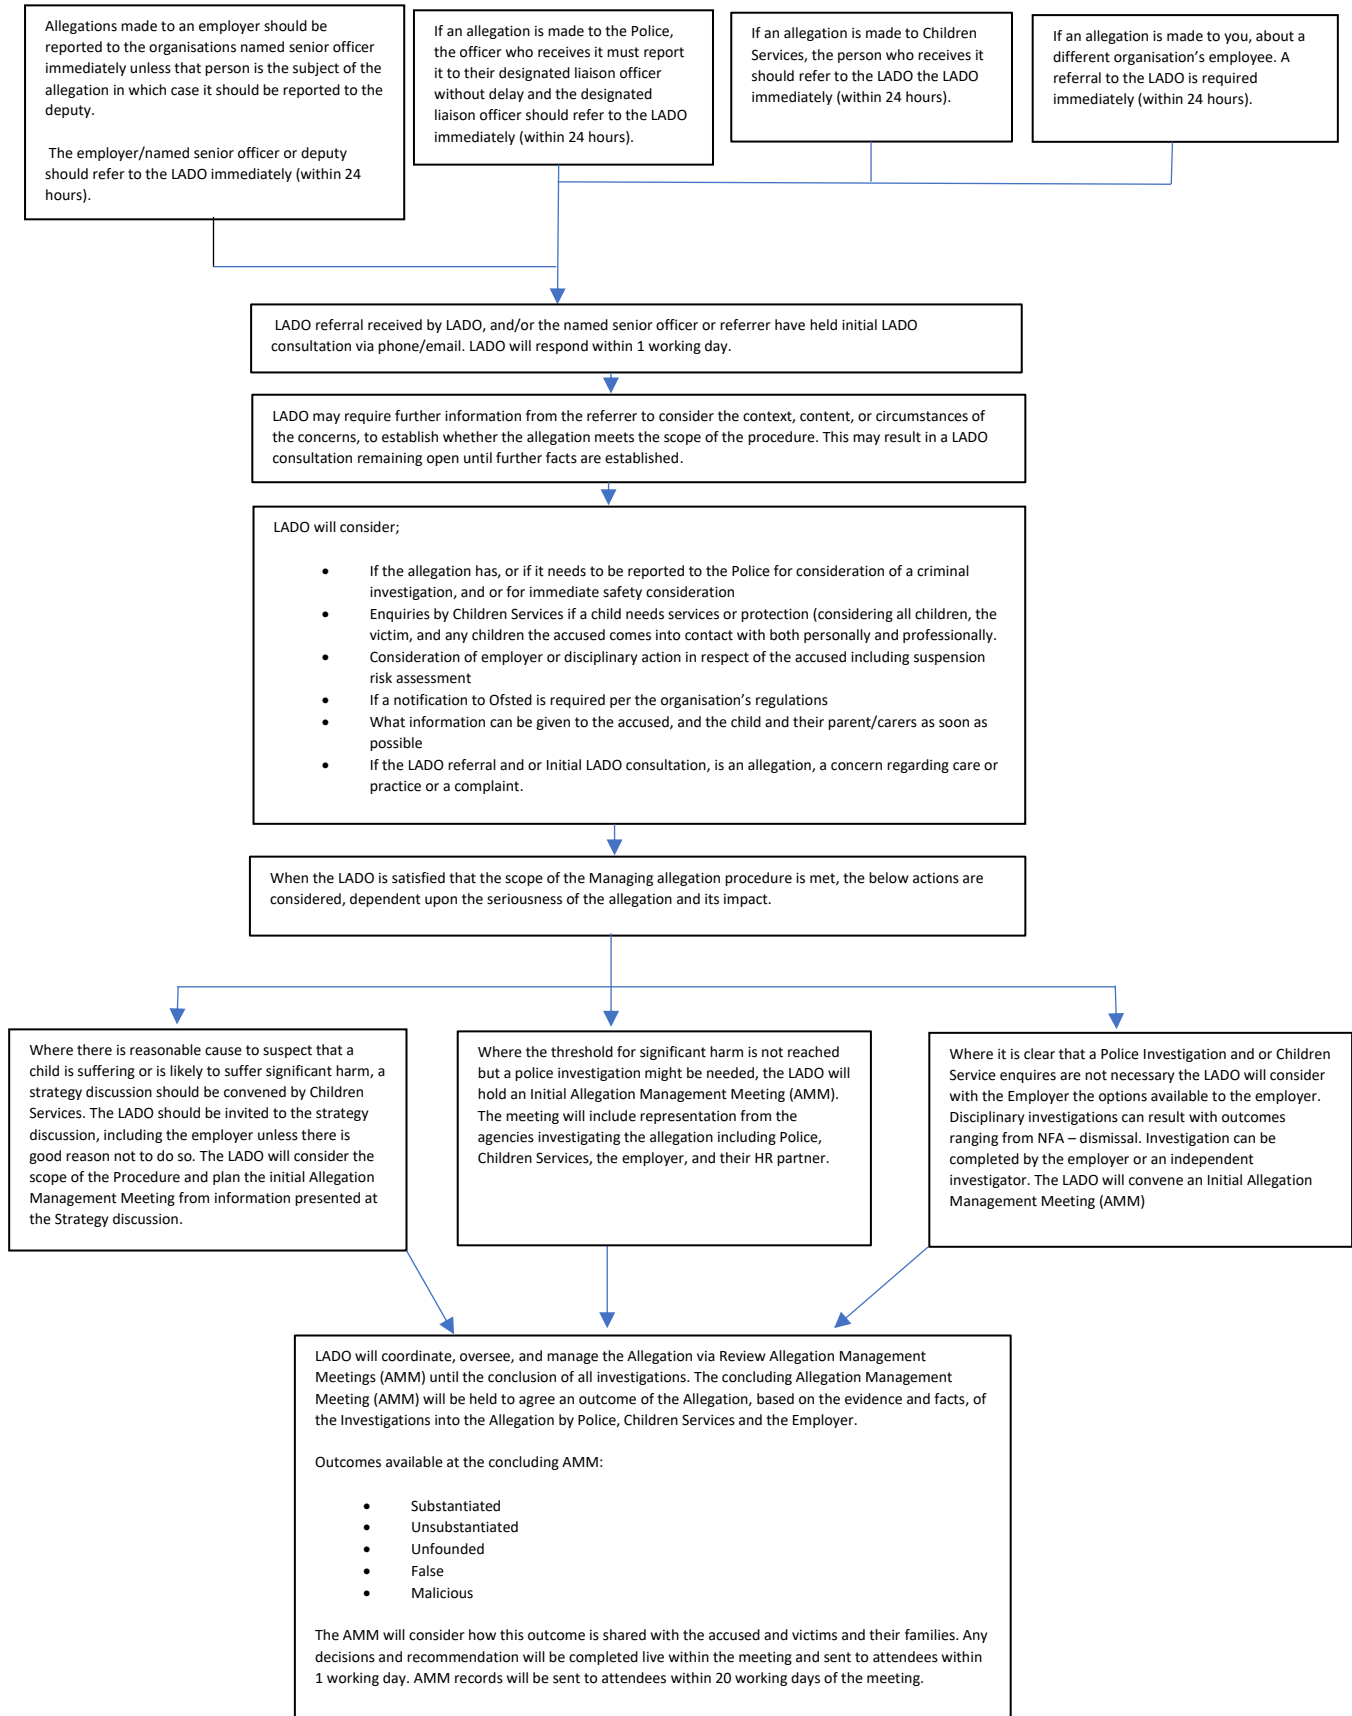 Allegations made to an employer should be
reported to the organisations named senior officer
immediately unless that person is the subject of the
allegation in which case it should be reported to the
deputy.
The employer/named senior officer or deputy
should refer to the LADO immediately (within 24
hours).
If an allegation is made to the Police,
the officer who receives it must report
it to their designated liaison officer
without delay and the designated
liaison officer should refer to the LADO
immediately (within 24 hours).
If an allegation is made to Children
Services, the person who receives it
should refer to the LADO the LADO
immediately (within 24 hours).
If an allegation is made to you, about a
different organisation’s employee. A
referral to the LADO is required
immediately (within 24 hours).
LADO referral received by LADO, and/or the named senior officer or referrer have held initial LADO
consultation via phone/email. LADO will respond within 1 working day.
LADO may require further information from the referrer to consider the context, content, or circumstances of
the concerns, to establish whether the allegation meets the scope of the procedure. This may result in a LADO
consultation remaining open until further facts are established.
LADO will consider;
• If the allegation has, or if it needs to be reported to the Police for consideration of a criminal
investigation, and or for immediate safety consideration
• Enquiries by Children Services if a child needs services or protection (considering all children, the
victim, and any children the accused comes into contact with both personally and professionally.
• Consideration of employer or disciplinary action in respect of the accused including suspension
risk assessment
• If a notification to Ofsted is required per the organisation’s regulations
• What information can be given to the accused, and the child and their parent/carers as soon as
possible
• If the LADO referral and or Initial LADO consultation, is an allegation, a concern regarding care or
practice or a complaint.
When the LADO is satisfied that the scope of the Managing allegation procedure is met, the below actions are
considered, dependent upon the seriousness of the allegation and its impact.
Where there is reasonable cause to suspect that a
child is suffering or is likely to suffer significant harm, a
strategy discussion should be convened by Children
Services. The LADO should be invited to the strategy
discussion, including the employer unless there is
good reason not to do so. The LADO will consider the
scope of the Procedure and plan the initial Allegation
Management Meeting from information presented at
the Strategy discussion.
Where the threshold for significant harm is not reached
but a police investigation might be needed, the LADO will
hold an Initial Allegation Management Meeting (AMM).
The meeting will include representation from the
agencies investigating the allegation including Police,
Children Services, the employer, and their HR partner.
Where it is clear that a Police Investigation and or Children
Service enquires are not necessary the LADO will consider
with the Employer the options available to the employer.
Disciplinary investigations can result with outcomes
ranging from NFA – dismissal. Investigation can be
completed by the employer or an independent
investigator. The LADO will convene an Initial Allegation
Management Meeting (AMM)
LADO will coordinate, oversee, and manage the Allegation via Review Allegation Management
Meetings (AMM) until the conclusion of all investigations. The concluding Allegation Management
Meeting (AMM) will be held to agree an outcome of the Allegation, based on the evidence and facts, of
the Investigations into the Allegation by Police, Children Services and the Employer.
Outcomes available at the concluding AMM:
• Substantiated
• Unsubstantiated
• Unfounded
• False
• Malicious
The AMM will consider how this outcome is shared with the accused and victims and their families. Any
decisions and recommendation will be completed live within the meeting and sent to attendees within
1 working day. AMM records will be sent to attendees within 20 working days of the meeting.